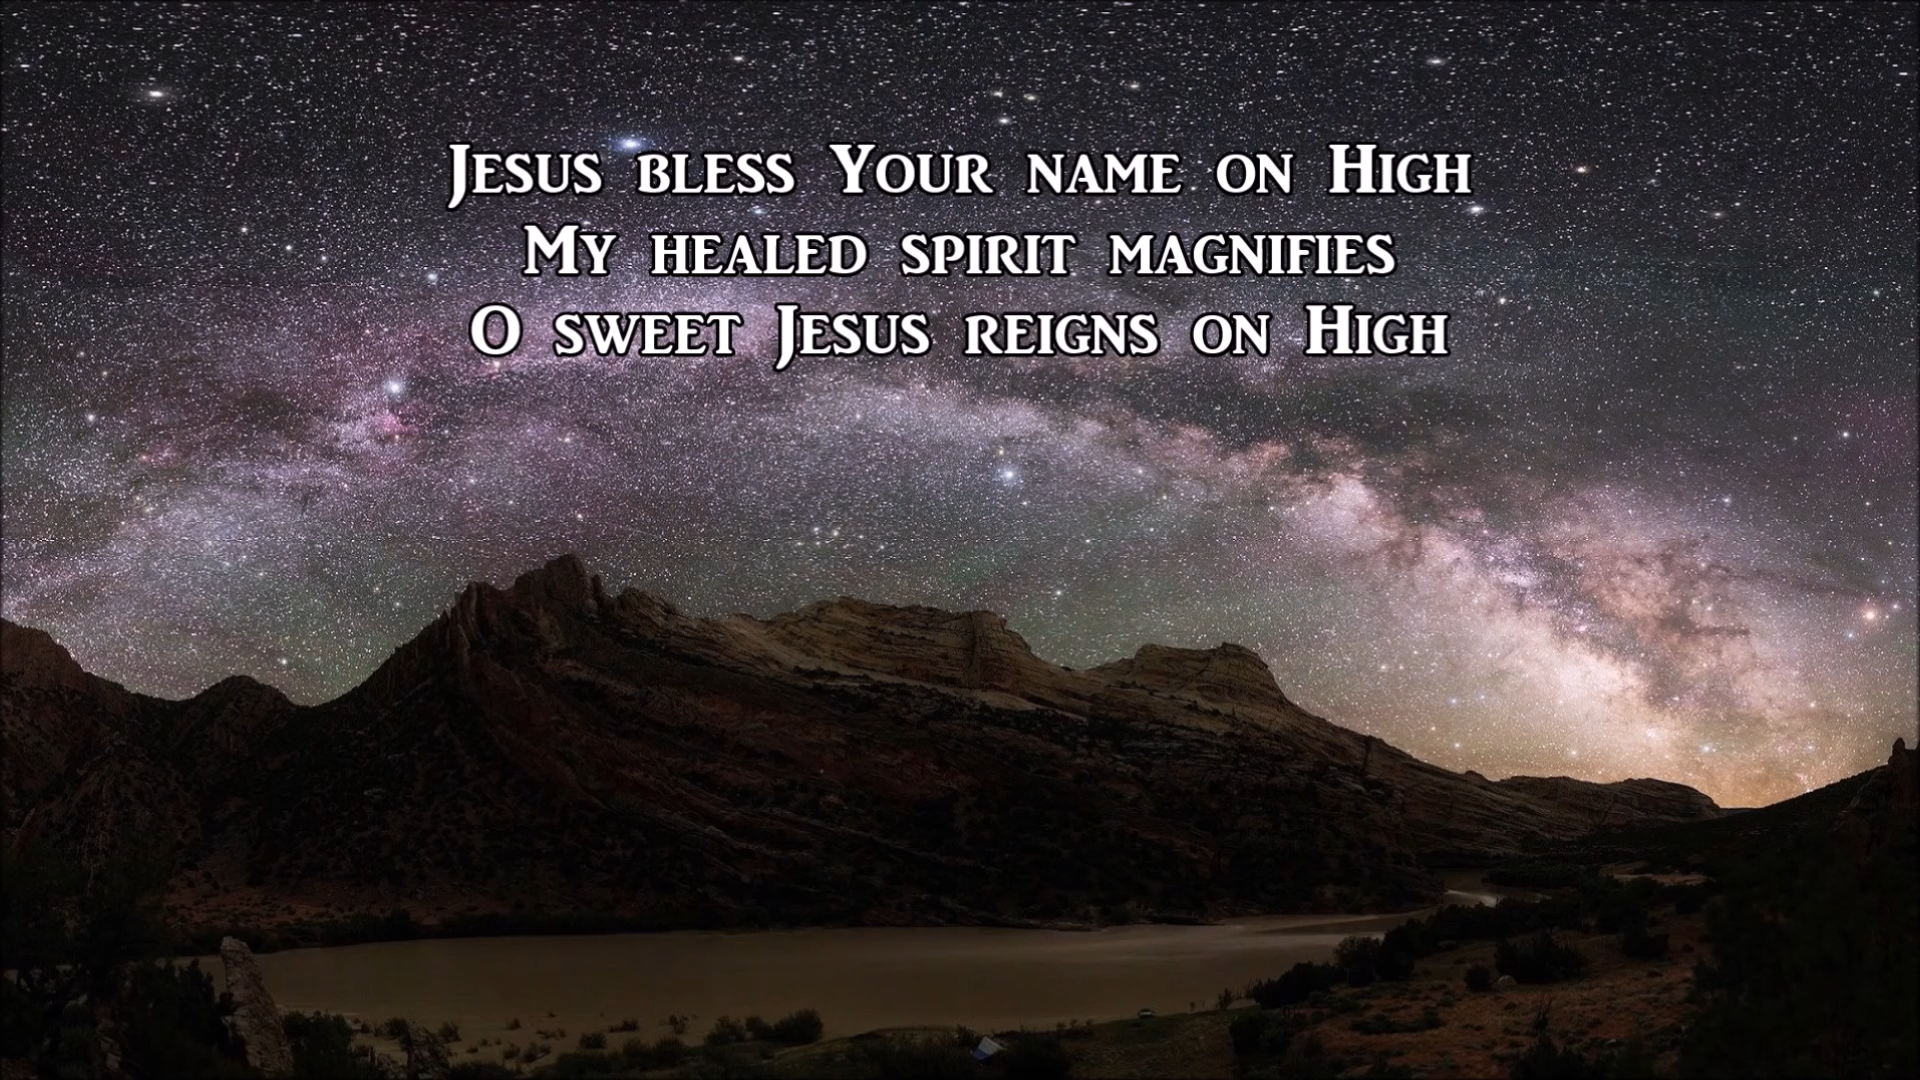 Jesus bless Your name on High
My healed spirit magnifies
O sweet Jesus reigns on High